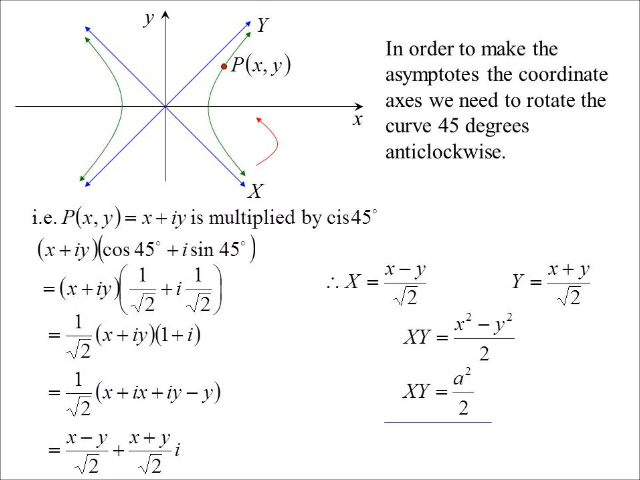 y
Y
P(x, y)
x
X
In order to make the
asymptotes the coordinate
axes we need to rotate the
curve 45 degrees
anticlockwise.
i.e. P(x, y) = x + iy is multiplied by cis45°
(x + iy)(cos 45° + i sin 45°)
= (x + iy)(1/√2 + i 1/√2)
= 1/√2 (x + iy)(1 + i)
= 1/√2 (x + ix + iy − y)
= x − y/√2 + x + y/√2 i
∴ X = x − y/√2 Y = x + y/√2
XY = x² − y²/2
XY = a²/2